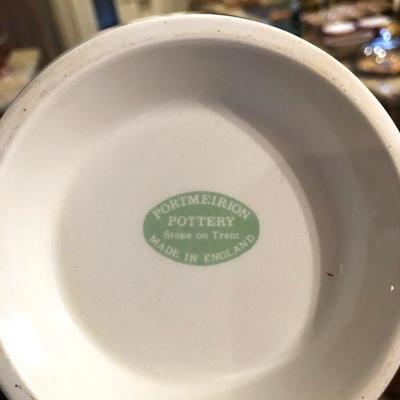 PORTMEIRION
POTTERY
Stoke on Trent
MADE IN ENGLAND